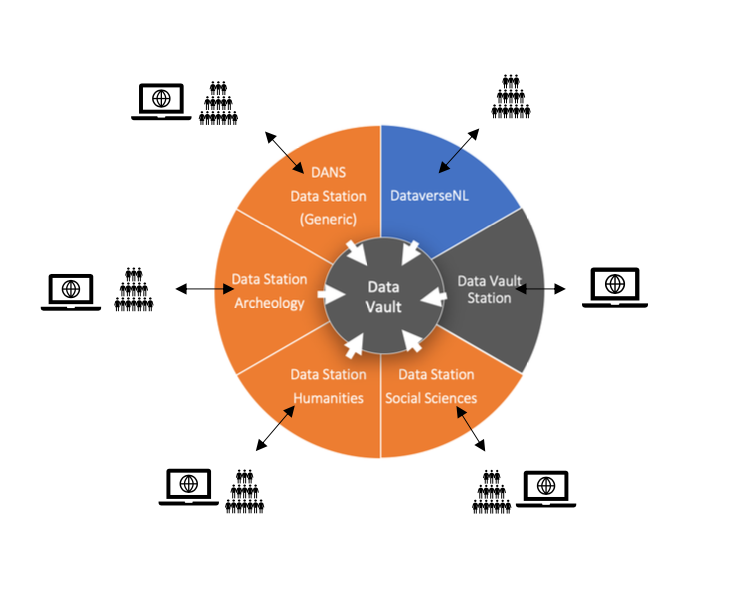 DANS
Data Station
(Generic)
DataverseNL
Data Station
Archeology
Data
Vault
Data Vault
Station
Data Station
Humanities
Data Station
Social Sciences